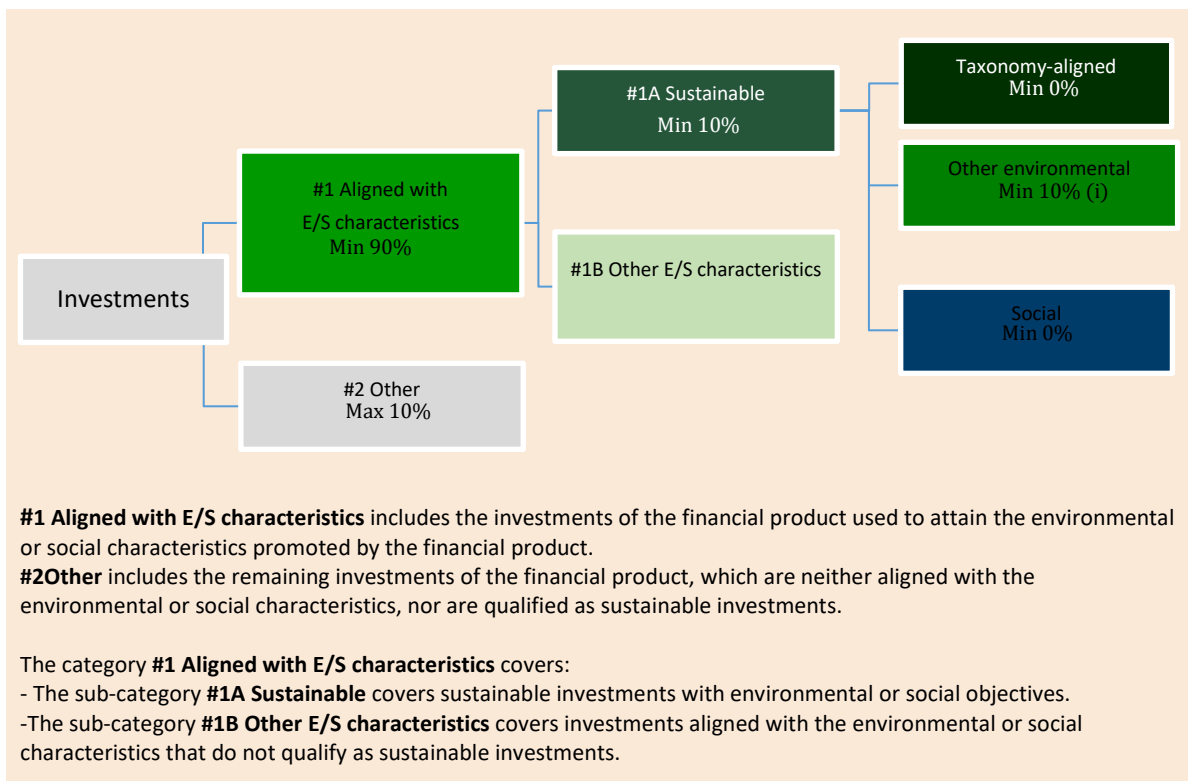 Investments
#1 Aligned with
E/S characteristics
Min 90%
#2 Other
Max 10%
#1A Sustainable
Min 10%
#1B Other E/S characteristics
Taxonomy-aligned
Min 0%
Other environmental
Min 10% (i)
Social
Min 0%
#1 Aligned with E/S characteristics includes the investments of the financial product used to attain the environmental
or social characteristics promoted by the financial product.
#2Other includes the remaining investments of the financial product, which are neither aligned with the
environmental or social characteristics, nor are qualified as sustainable investments.
The category #1 Aligned with E/S characteristics covers:
- The sub-category #1A Sustainable covers sustainable investments with environmental or social objectives.
-The sub-category #1B Other E/S characteristics covers investments aligned with the environmental or social
characteristics that do not qualify as sustainable investments.